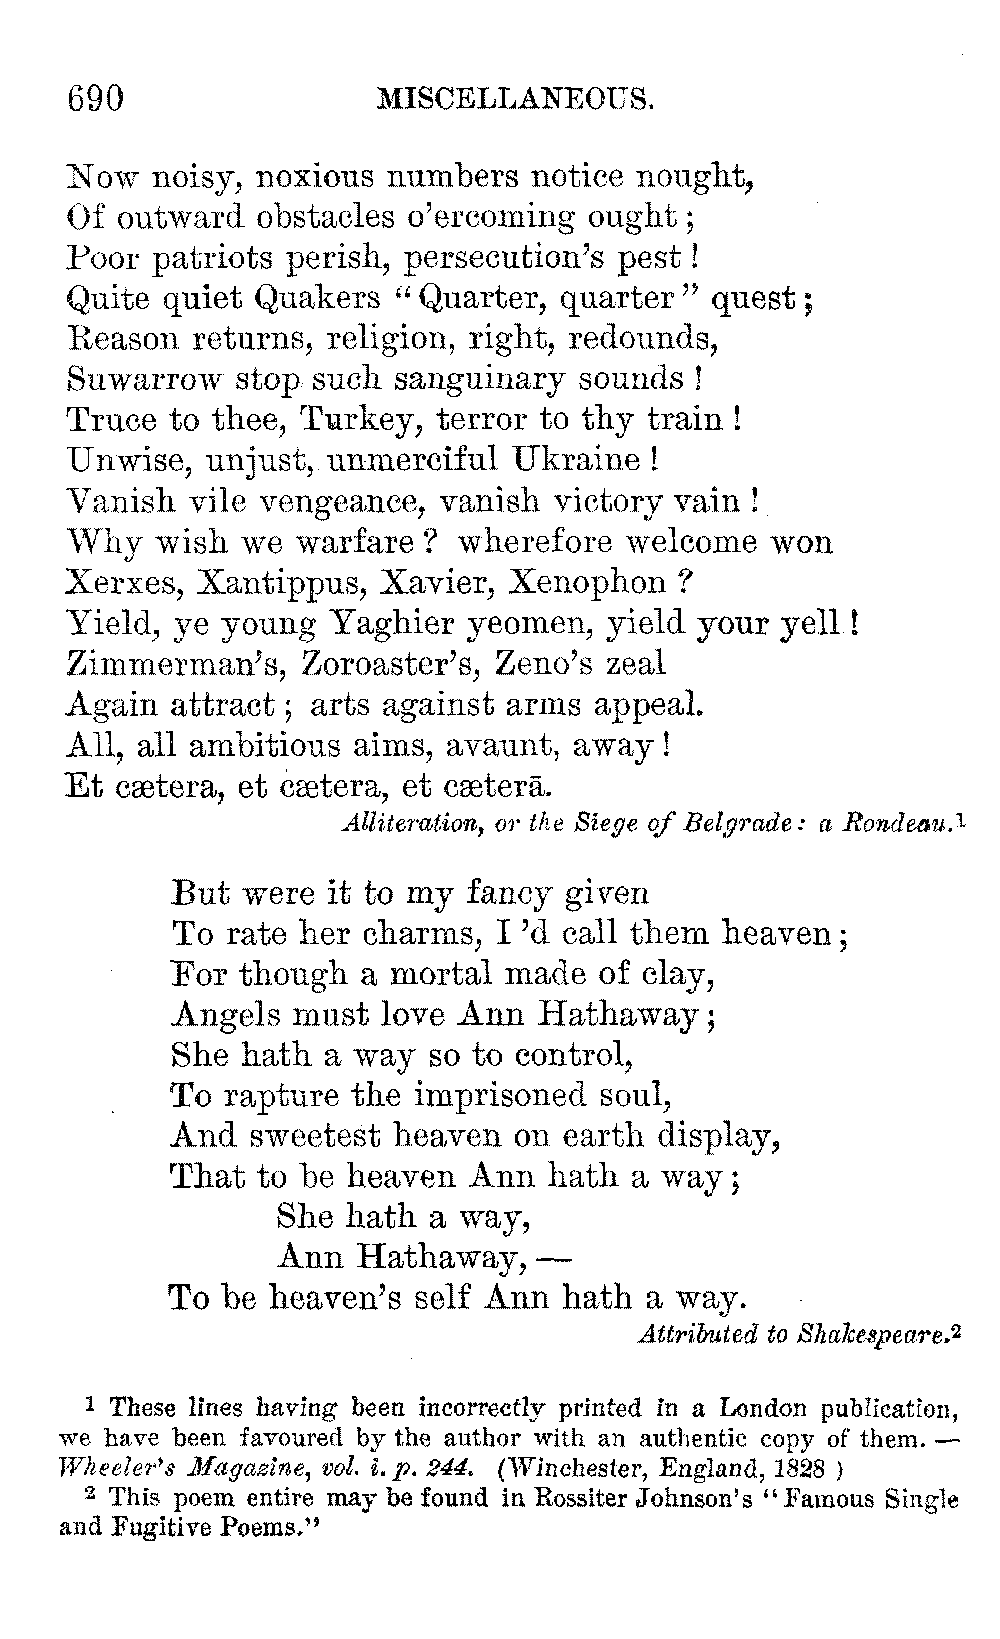 690 MISCELLANEOUS.
Now noisy, noxious numbers notice nought,
Of outward obstacles o’ercoming ought ;
Poor patriots perish, persecution’s pest !
Quite quiet Quakers “ Quarter, quarter ” quest ;
Reason returns, religion, right, redounds,
Suwarrow stop such sanguinary sounds !
Truce to thee, Turkey, terror to thy train !
Unwise, unjust, unmerciful Ukraine !
Vanish vile vengeance, vanish victory vain !
Why wish we warfare ? wherefore welcome won
Xerxes, Xantippus, Xavier, Xenophon ?
Yield, ye young Yaghier yeomen, yield your yell !
Zimmerman’s, Zoroaster’s, Zeno’s zeal
Again attract ; arts against arms appeal.
All, all ambitious aims, avaunt, away !
Et cætera, et cætera, et cæterā.
Alliteration, or the Siege of Belgrade : a Rondeau.1
But were it to my fancy given
To rate her charms, I ’d call them heaven ;
For though a mortal made of clay,
Angels must love Ann Hathaway ;
She hath a way so to control,
To rapture the imprisoned soul,
And sweetest heaven on earth display,
That to be heaven Ann hath a way ;
She hath a way,
Ann Hathaway, —
To be heaven’s self Ann hath a way.
Attributed to Shakespeare.2
1 These lines having been incorrectly printed in a London publication,
we have been favoured by the author with an authentic copy of them. —
Wheeler’s Magazine, vol. i. p. 244. (Winchester, England, 1828 )
2 This poem entire may be found in Rossiter Johnson’s “ Famous Single
and Fugitive Poems.”